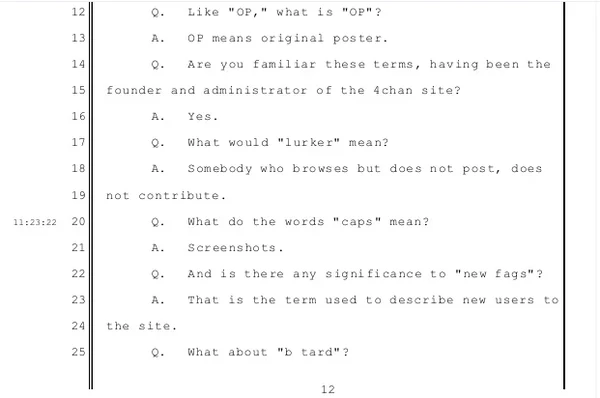 12 Q. Like "OP," what is "OP"?
13 A. OP means original poster.
14 Q. Are you familiar these terms, having been the
15 founder and administrator of the 4chan site?
16 A. Yes.
17 Q. What would "lurker" mean?
18 A. Somebody who browses but does not post, does
19 not contribute.
11:23:22 20 Q. What do the words "caps" mean?
21 A. Screenshots.
22 Q. And is there any significance to "new fags"?
23 A. That is the term used to describe new users to
24 the site.
25 Q. What about "b tard"?
12